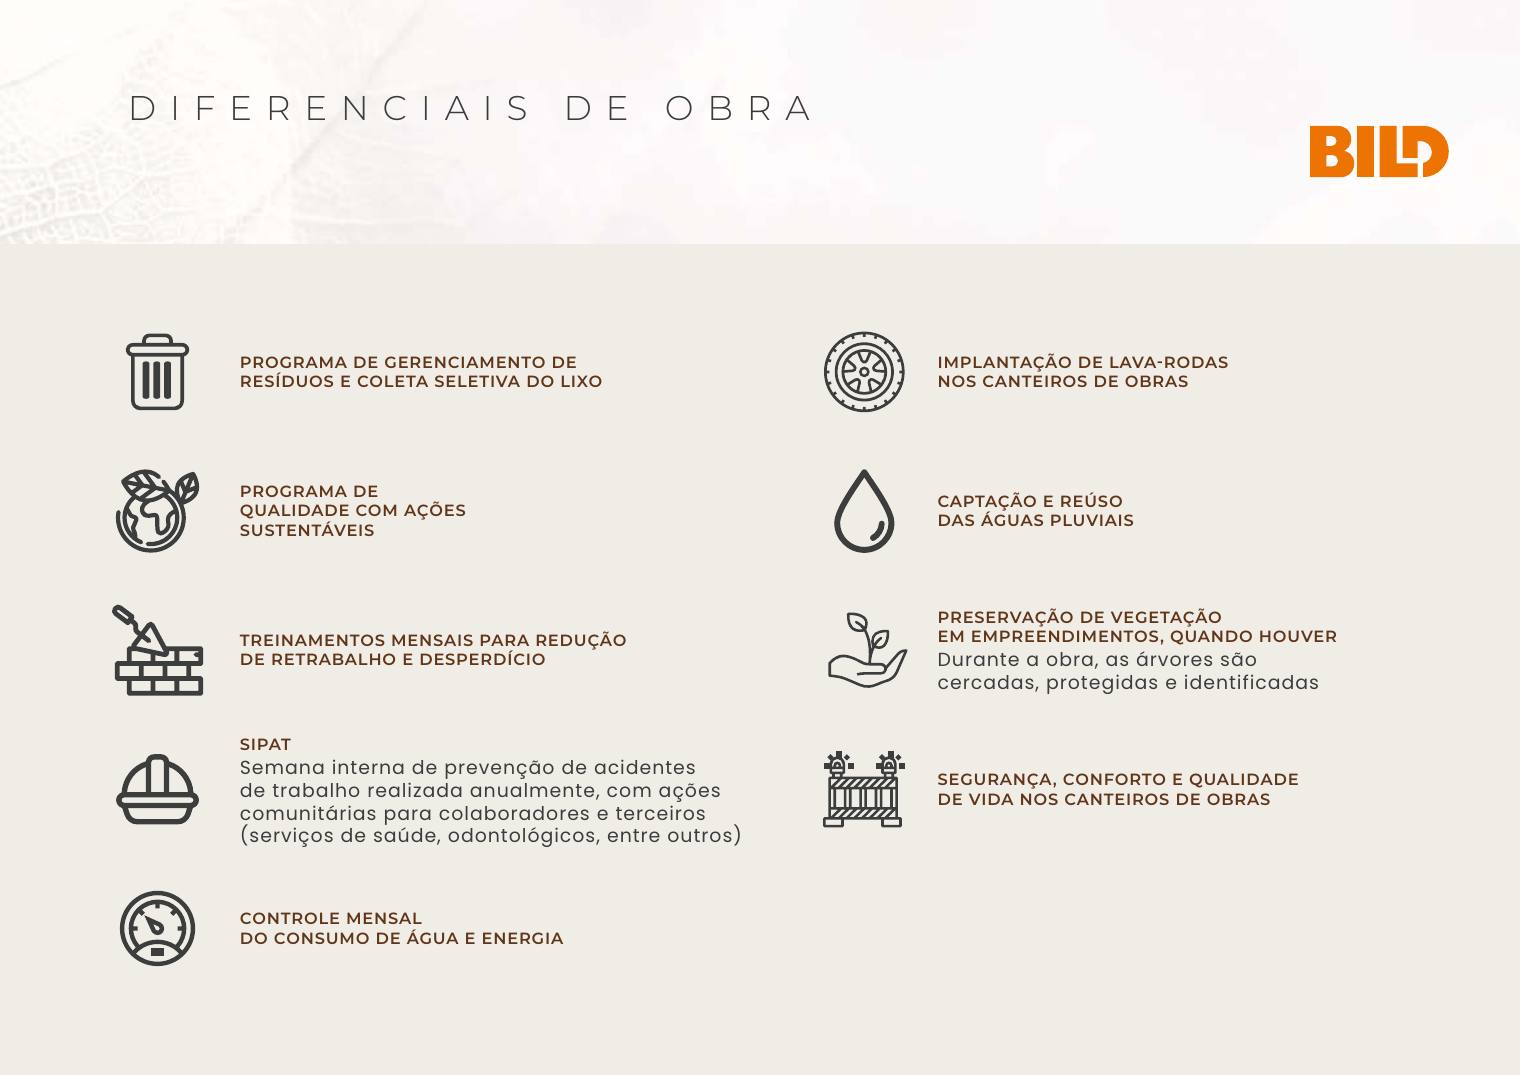 DIFERENCIAIS DE OBRA
BILD
PROGRAMA DE GERENCIAMENTO DE
RESÍDUOS E COLETA SELETIVA DO LIXO
PROGRAMA DE
QUALIDADE COM AÇÕES
SUSTENTÁVEIS
TREINAMENTOS MENSAIS PARA REDUÇÃO
DE RETRABALHO E DESPERDÍCIO
SIPAT
Semana interna de prevenção de acidentes
de trabalho realizada anualmente, com ações
comunitárias para colaboradores e terceiros
(serviços de saúde, odontológicos, entre outros)
CONTROLE MENSAL
DO CONSUMO DE ÁGUA E ENERGIA
IMPLANTAÇÃO DE LAVA-RODAS
NOS CANTEIROS DE OBRAS
CAPTAÇÃO E REÚSO
DAS ÁGUAS PLUVIAIS
PRESERVAÇÃO DE VEGETAÇÃO
EM EMPREENDIMENTOS, QUANDO HOUVER
Durante a obra, as árvores são
cercadas, protegidas e identificadas
SEGURANÇA, CONFORTO E QUALIDADE
DE VIDA NOS CANTEIROS DE OBRAS